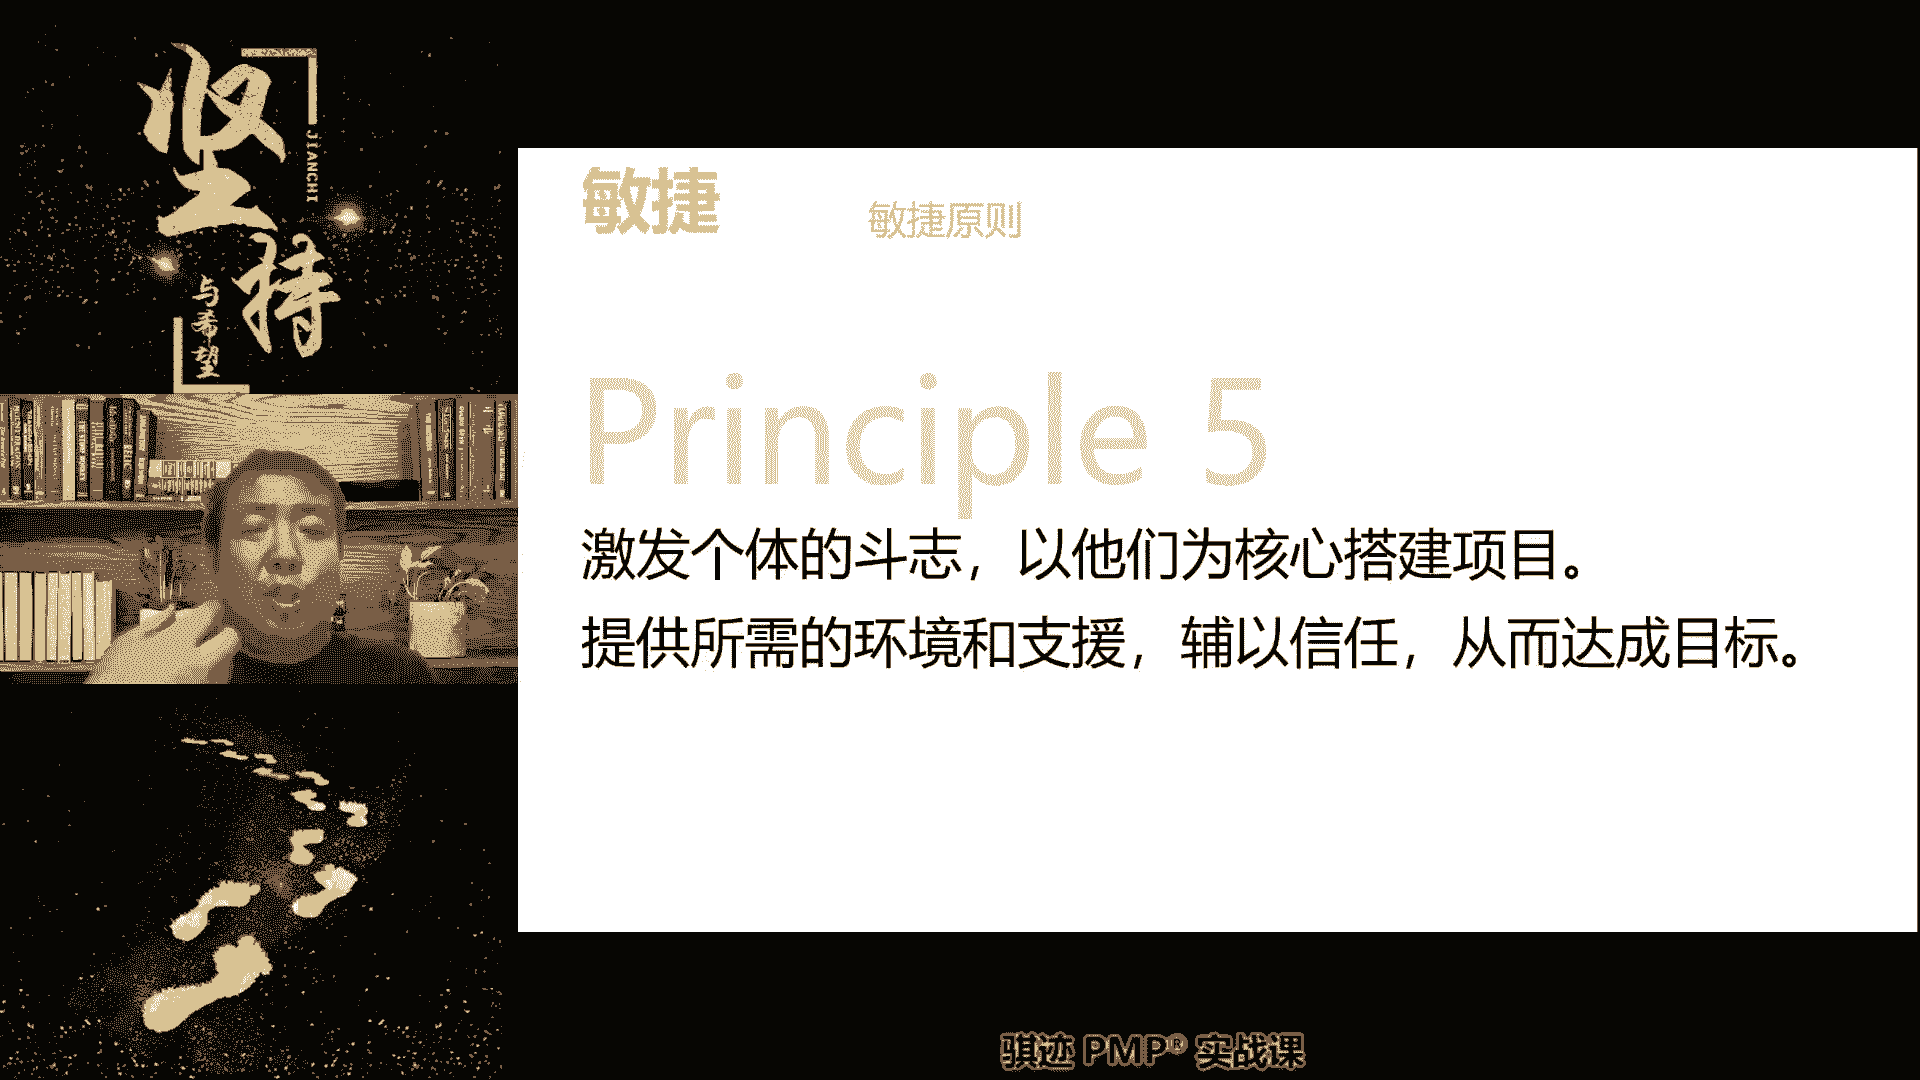 坚持
JIANCHI
与希望
敏捷
敏捷原则
Principle 5
激发个体的斗志，以他们为核心搭建项目。
提供所需的环境和支援，辅以信任，从而达成目标。
骐迹 PMP® 实战课